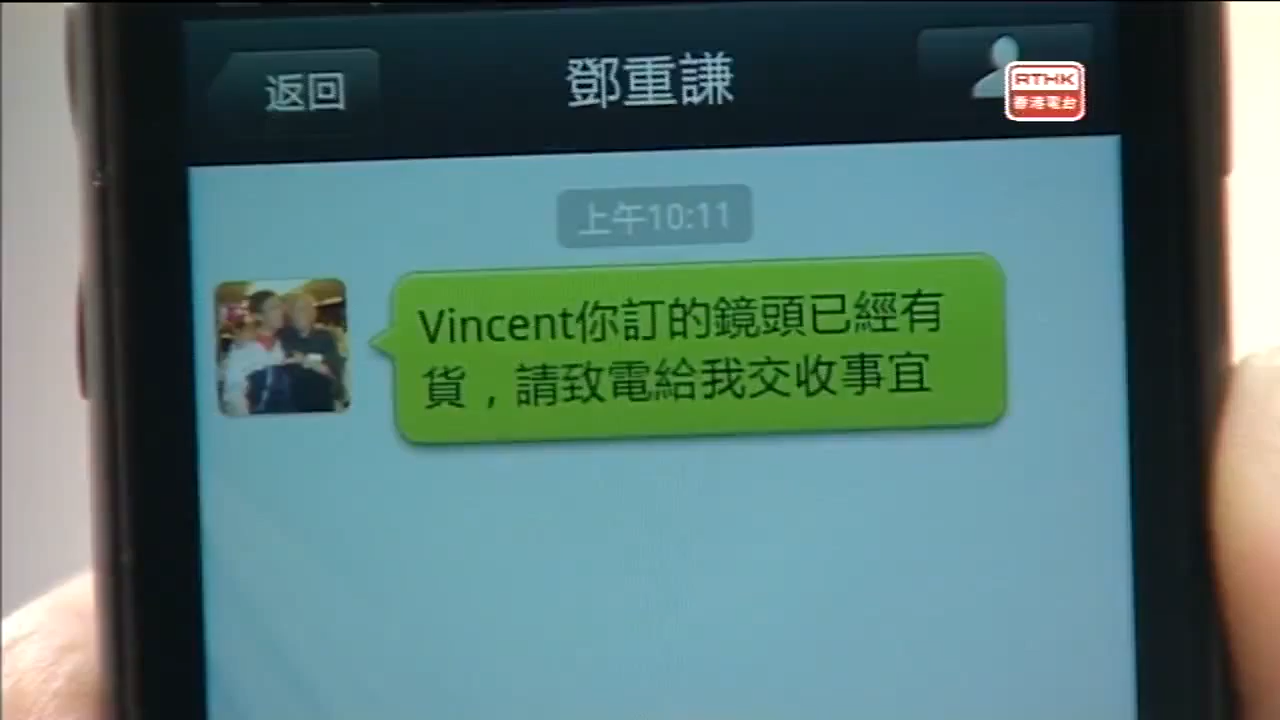 返回
鄧重謙
RTHK
香港電台
上午10:11
Vincent你訂的鏡頭已經有
貨，請致電給我交收事宜